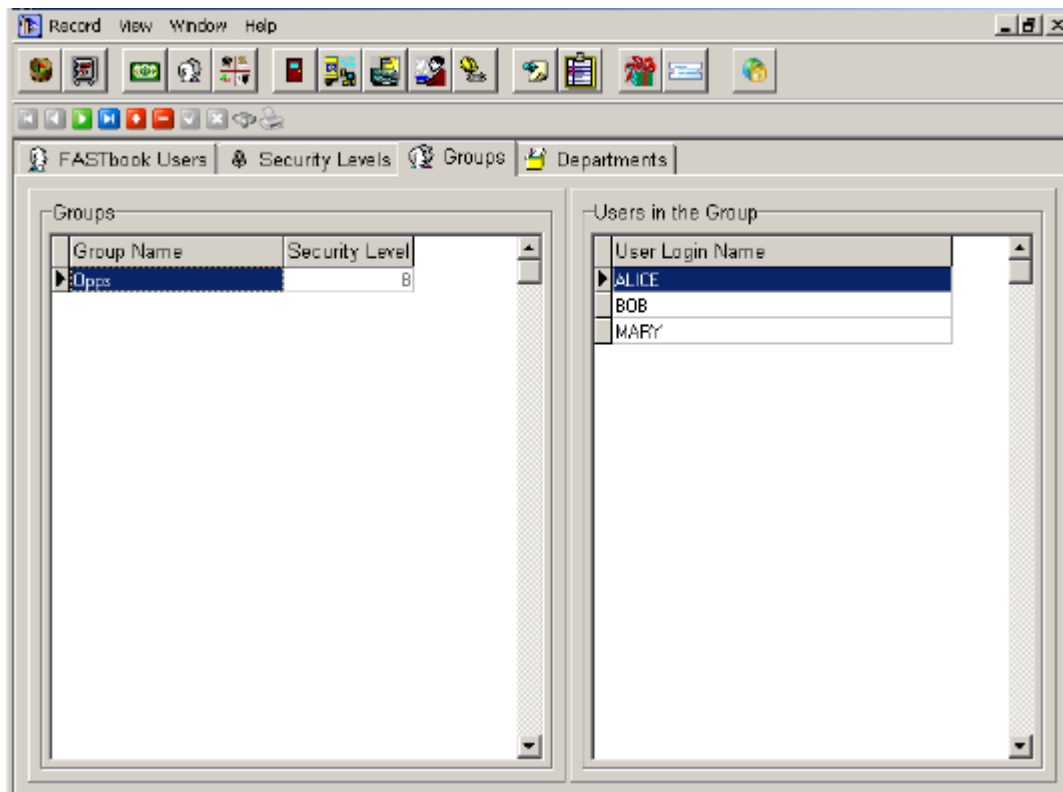 Record View Window Help
FASTbook Users Security Levels Groups Departments
Groups
Group Name Security Level
Opps 8
Users in the Group
User Login Name
ALICE
BOB
MARY